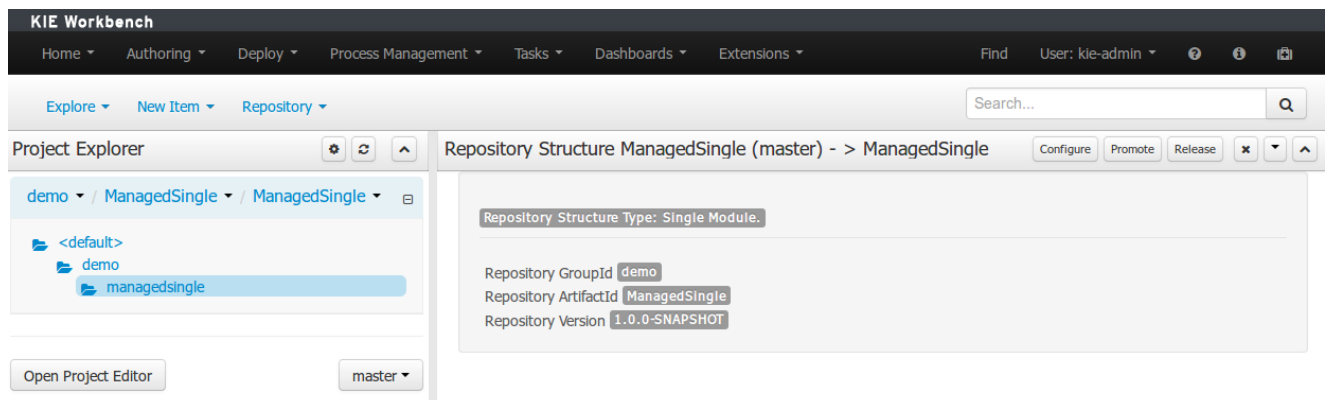 KIE Workbench
Home Authoring Deploy Process Management Tasks Dashboards Extensions Find User: kie-admin
Explore New Item Repository Search...
Project Explorer
Repository Structure ManagedSingle (master) - > ManagedSingle Configure Promote Release
demo / ManagedSingle / ManagedSingle
<default>
demo
managedsingle
Open Project Editor master
Repository Structure Type: Single Module.
Repository GroupId demo
Repository ArtifactId ManagedSingle
Repository Version 1.0.0-SNAPSHOT